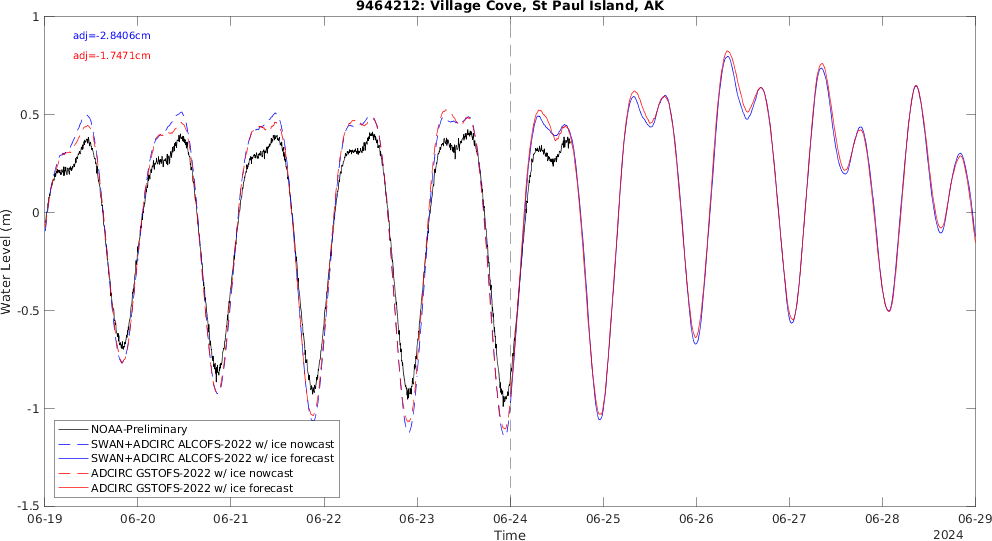 9464212: Village Cove, St Paul Island, AK
adj=-2.8406cm
adj=-1.7471cm
1
0.5
0
-0.5
-1
-1.5
Water Level (m)
NOAA-Preliminary
SWAN+ADCIRC ALCOFS-2022 w/ ice nowcast
SWAN+ADCIRC ALCOFS-2022 w/ ice forecast
ADCIRC GSTOFS-2022 w/ ice nowcast
ADCIRC GSTOFS-2022 w/ ice forecast
06-19 06-20 06-21 06-22 06-23 06-24 06-25 06-26 06-27 06-28 06-29
Time
2024